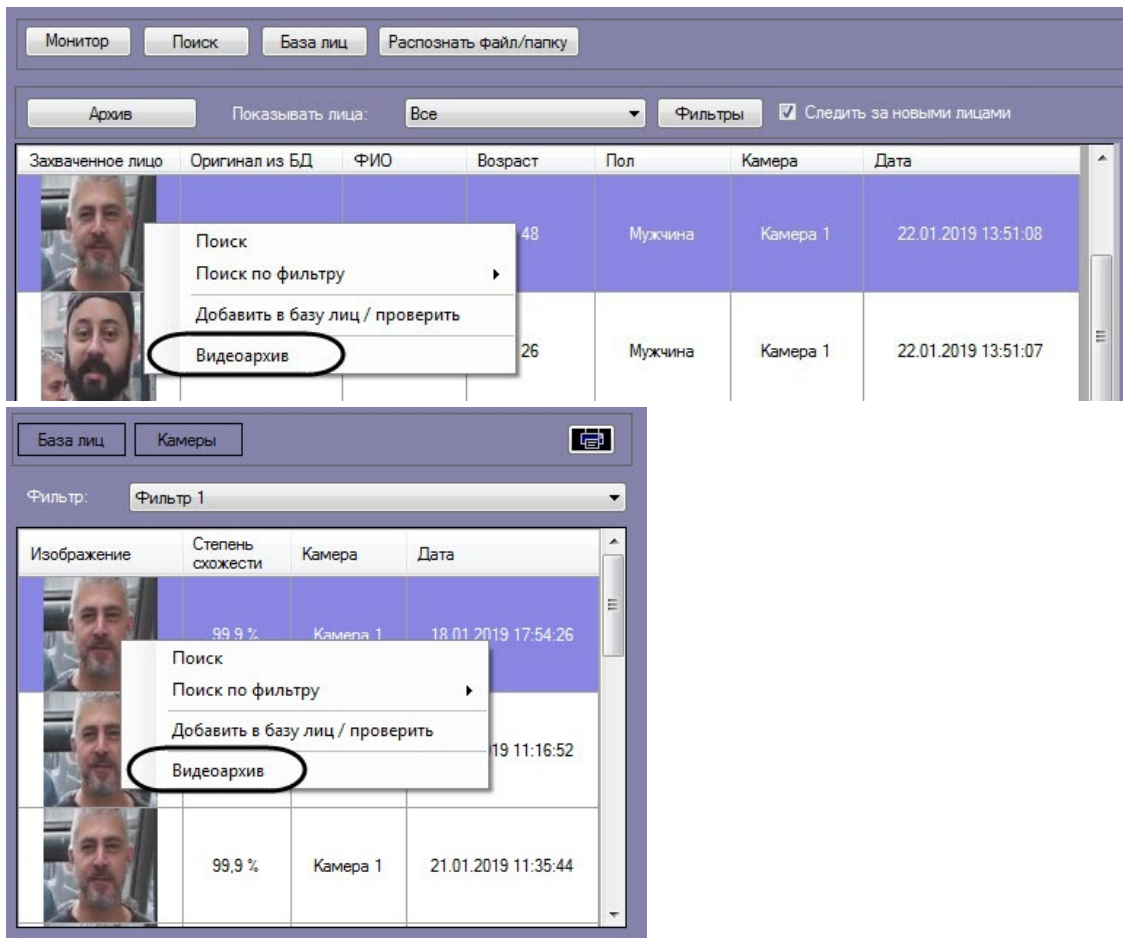 Монитор Поиск База лиц Распознать файл/папку
Архив Показывать лица: Все Фильтры Следить за новыми лицами
Захваченное лицо Оригинал из БД ФИО Возраст Пол Камера Дата
48 Мужчина Камера 1 22.01.2019 13:51:08
Поиск
Поиск по фильтру
Добавить в базу лиц / проверить
Видеоархив
26 Мужчина Камера 1 22.01.2019 13:51:07
База лиц Камеры
Фильтр: Фильтр 1
Изображение Степень схожести Камера Дата
99,9 % Камера 1 18.01.2019 17:54:26
Поиск
Поиск по фильтру
Добавить в базу лиц / проверить
19 11:16:52
Видеоархив
99,9 % Камера 1 21.01.2019 11:35:44